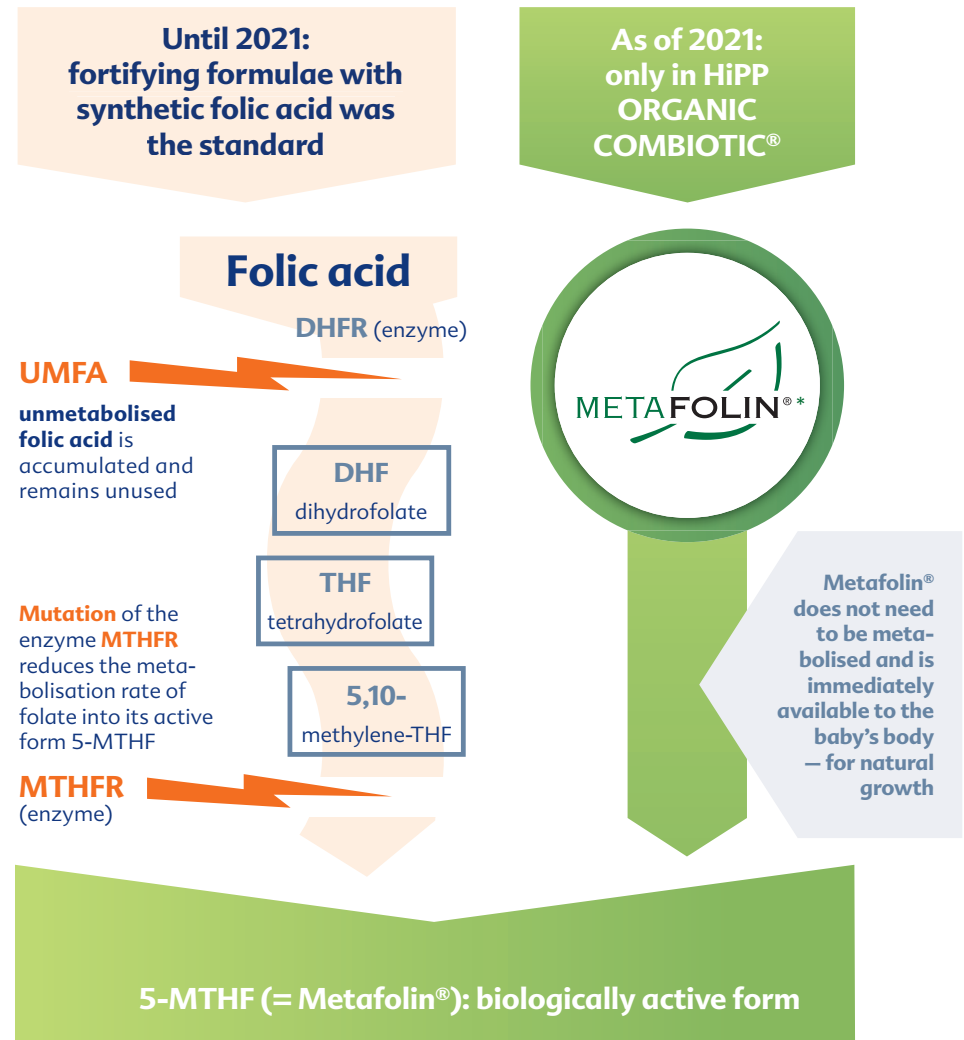 Until 2021:
fortifying formulae with
synthetic folic acid was
the standard
As of 2021:
only in HiPP
ORGANIC
COMBIOTIC®
Folic acid
DHFR (enzyme)
UMFA
unmetabolised
folic acid is
accumulated and
remains unused
DHF
dihydrofolate
THF
tetrahydrofolate
5,10-
methylene-THF
Mutation of the
enzyme MTHFR
reduces the meta-
bolisation rate of
folate into its active
form 5-MTHF
MTHFR
(enzyme)
METAFOLIN®*
Metafolin®
does not need
to be meta-
bolised and is
immediately
available to the
baby's body
– for natural
growth
5-MTHF (= Metafolin®): biologically active form